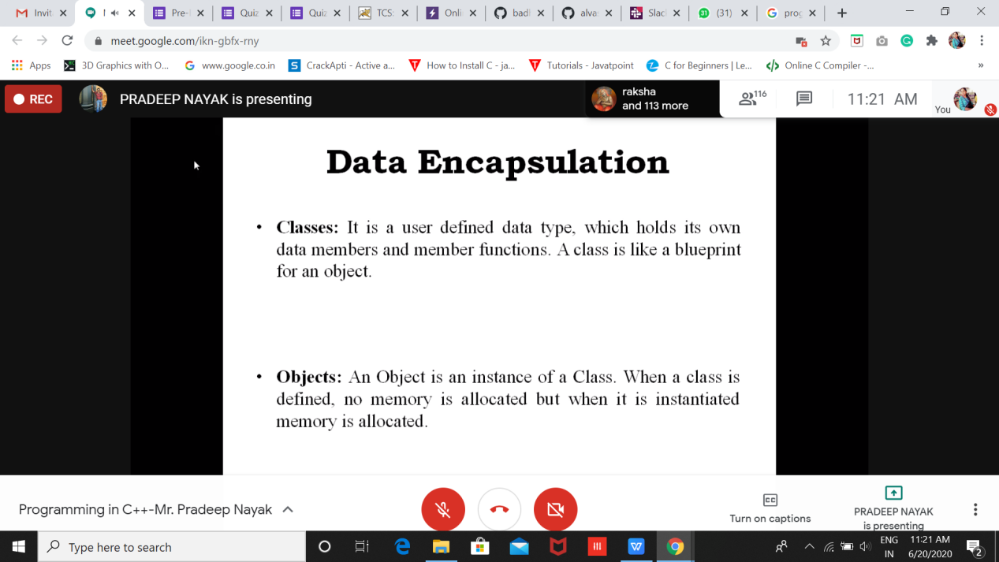 Invit
Pre-
Quiz
Quiz
TCS
Onli
badl
alva
Slac
31
(31)
prog
meet.google.com/ikn-gbfx-rny
Apps
3D Graphics with O...
www.google.co.in
CrackApti - Active a...
How to Install C - ja...
Tutorials - Javatpoint
C for Beginners | Le...
Online C Compiler -...
»
REC
PRADEEP NAYAK is presenting
raksha
and 113 more
116
11:21 AM
You
Data Encapsulation
• Classes: It is a user defined data type, which holds its own
data members and member functions. A class is like a blueprint
for an object.
• Objects: An Object is an instance of a Class. When a class is
defined, no memory is allocated but when it is instantiated
memory is allocated.
Programming in C++-Mr. Pradeep Nayak
CC
Turn on captions
PRADEEP NAYAK
is presenting
Type here to search
ENG
IN
11:21 AM
6/20/2020
2